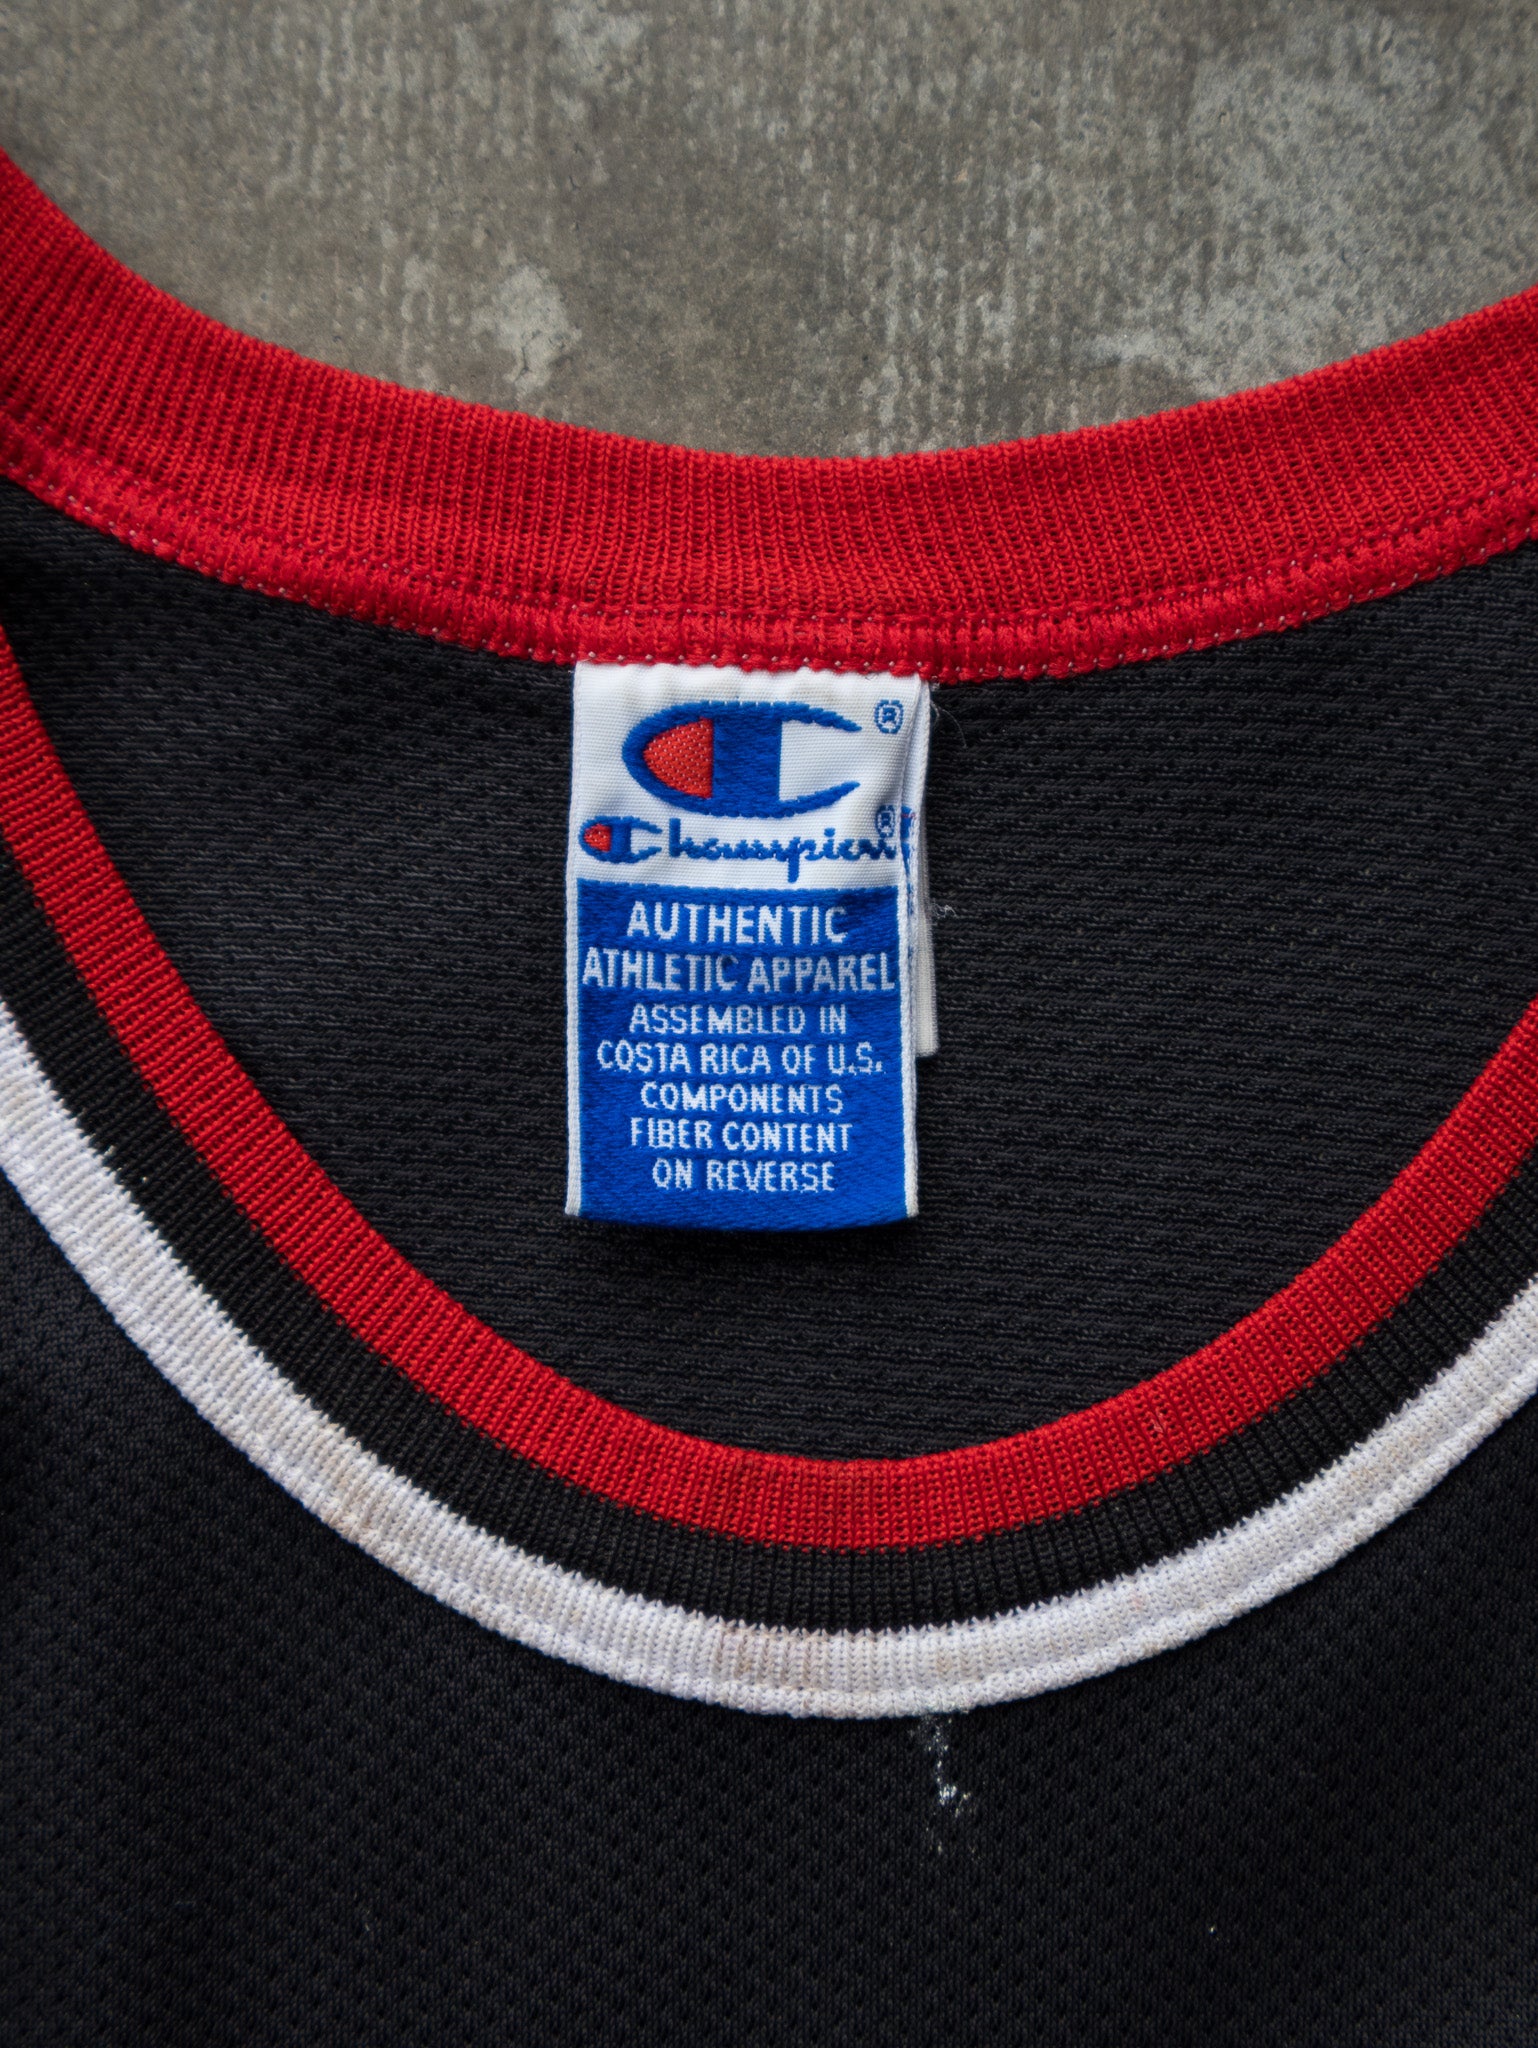 ®
Champion®
AUTHENTIC
ATHLETIC APPAREL
ASSEMBLED IN
COSTA RICA OF U.S.
COMPONENTS
FIBER CONTENT
ON REVERSE